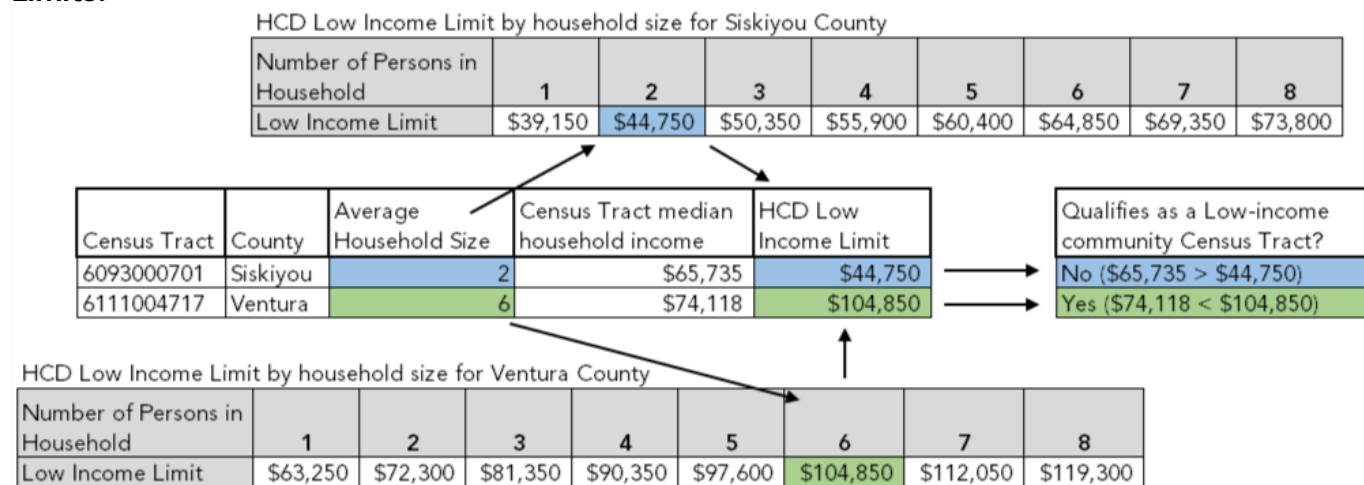 Limits.
HCD Low Income Limit by household size for Siskiyou County
Number of Persons in
Household 1 2 3 4 5 6 7 8
Low Income Limit $39,150 $44,750 $50,350 $55,900 $60,400 $64,850 $69,350 $73,800
Average Census Tract median HCD Low Qualifies as a Low-income
Census Tract County Household Size household income Income Limit community Census Tract?
6093000701 Siskiyou 2 $65,735 $44,750 No ($65,735 > $44,750)
6111004717 Ventura 6 $74,118 $104,850 Yes ($74,118 < $104,850)
HCD Low Income Limit by household size for Ventura County
Number of Persons in
Household 1 2 3 4 5 6 7 8
Low Income Limit $63,250 $72,300 $81,350 $90,350 $97,600 $104,850 $112,050 $119,300